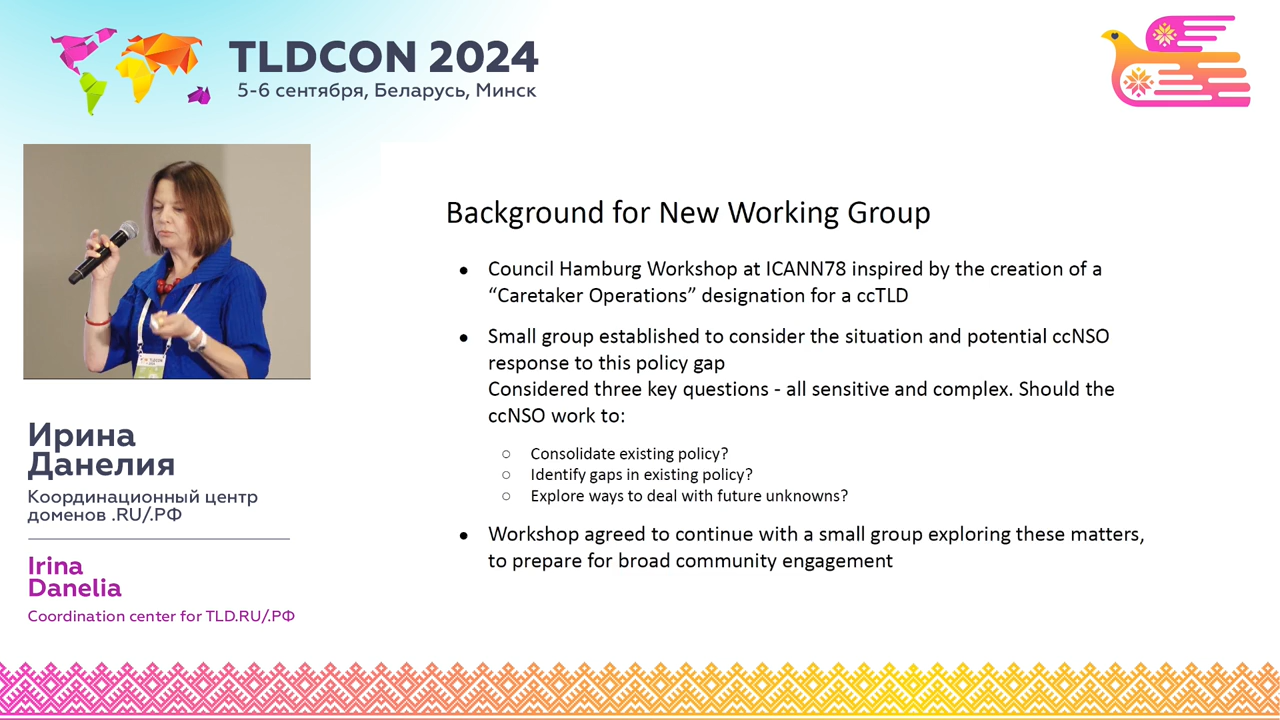 TLDCON 2024
5-6 сентября, Беларусь, Минск
Ирина
Данелия
Координационный центр
доменов .RU/.РФ
Irina
Danelia
Coordination center for TLD.RU/.РФ
Background for New Working Group
● Council Hamburg Workshop at ICANN78 inspired by the creation of a
“Caretaker Operations” designation for a ccTLD
● Small group established to consider the situation and potential ccNSO
response to this policy gap
Considered three key questions - all sensitive and complex. Should the
ccNSO work to:
○ Consolidate existing policy?
○ Identify gaps in existing policy?
○ Explore ways to deal with future unknowns?
● Workshop agreed to continue with a small group exploring these matters,
to prepare for broad community engagement